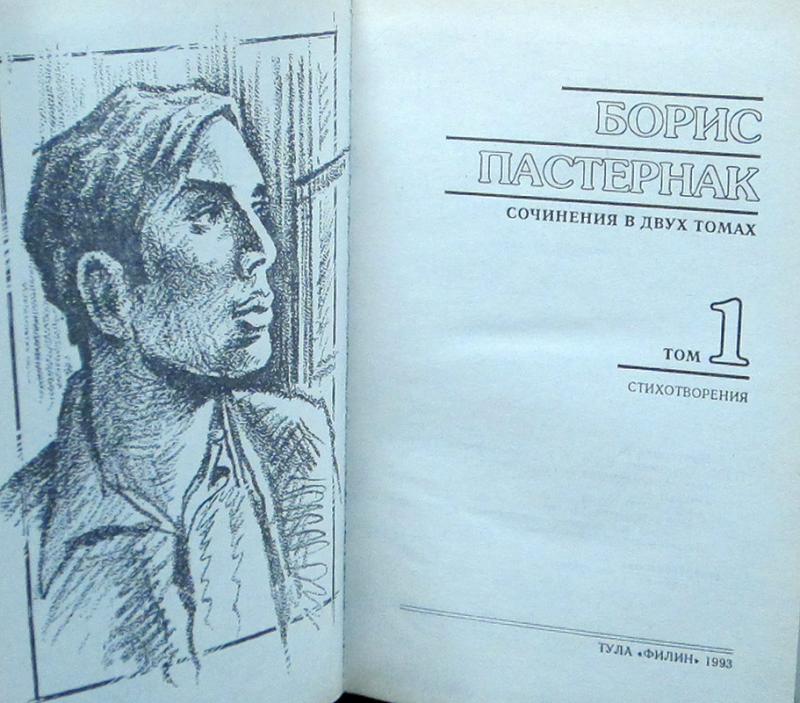 БОРИС
ПАСТЕРНАК
СОЧИНЕНИЯ В ДВУХ ТОМАХ
ТОМ 1
СТИХОТВОРЕНИЯ
ТУЛА «ФИЛИН» 1993